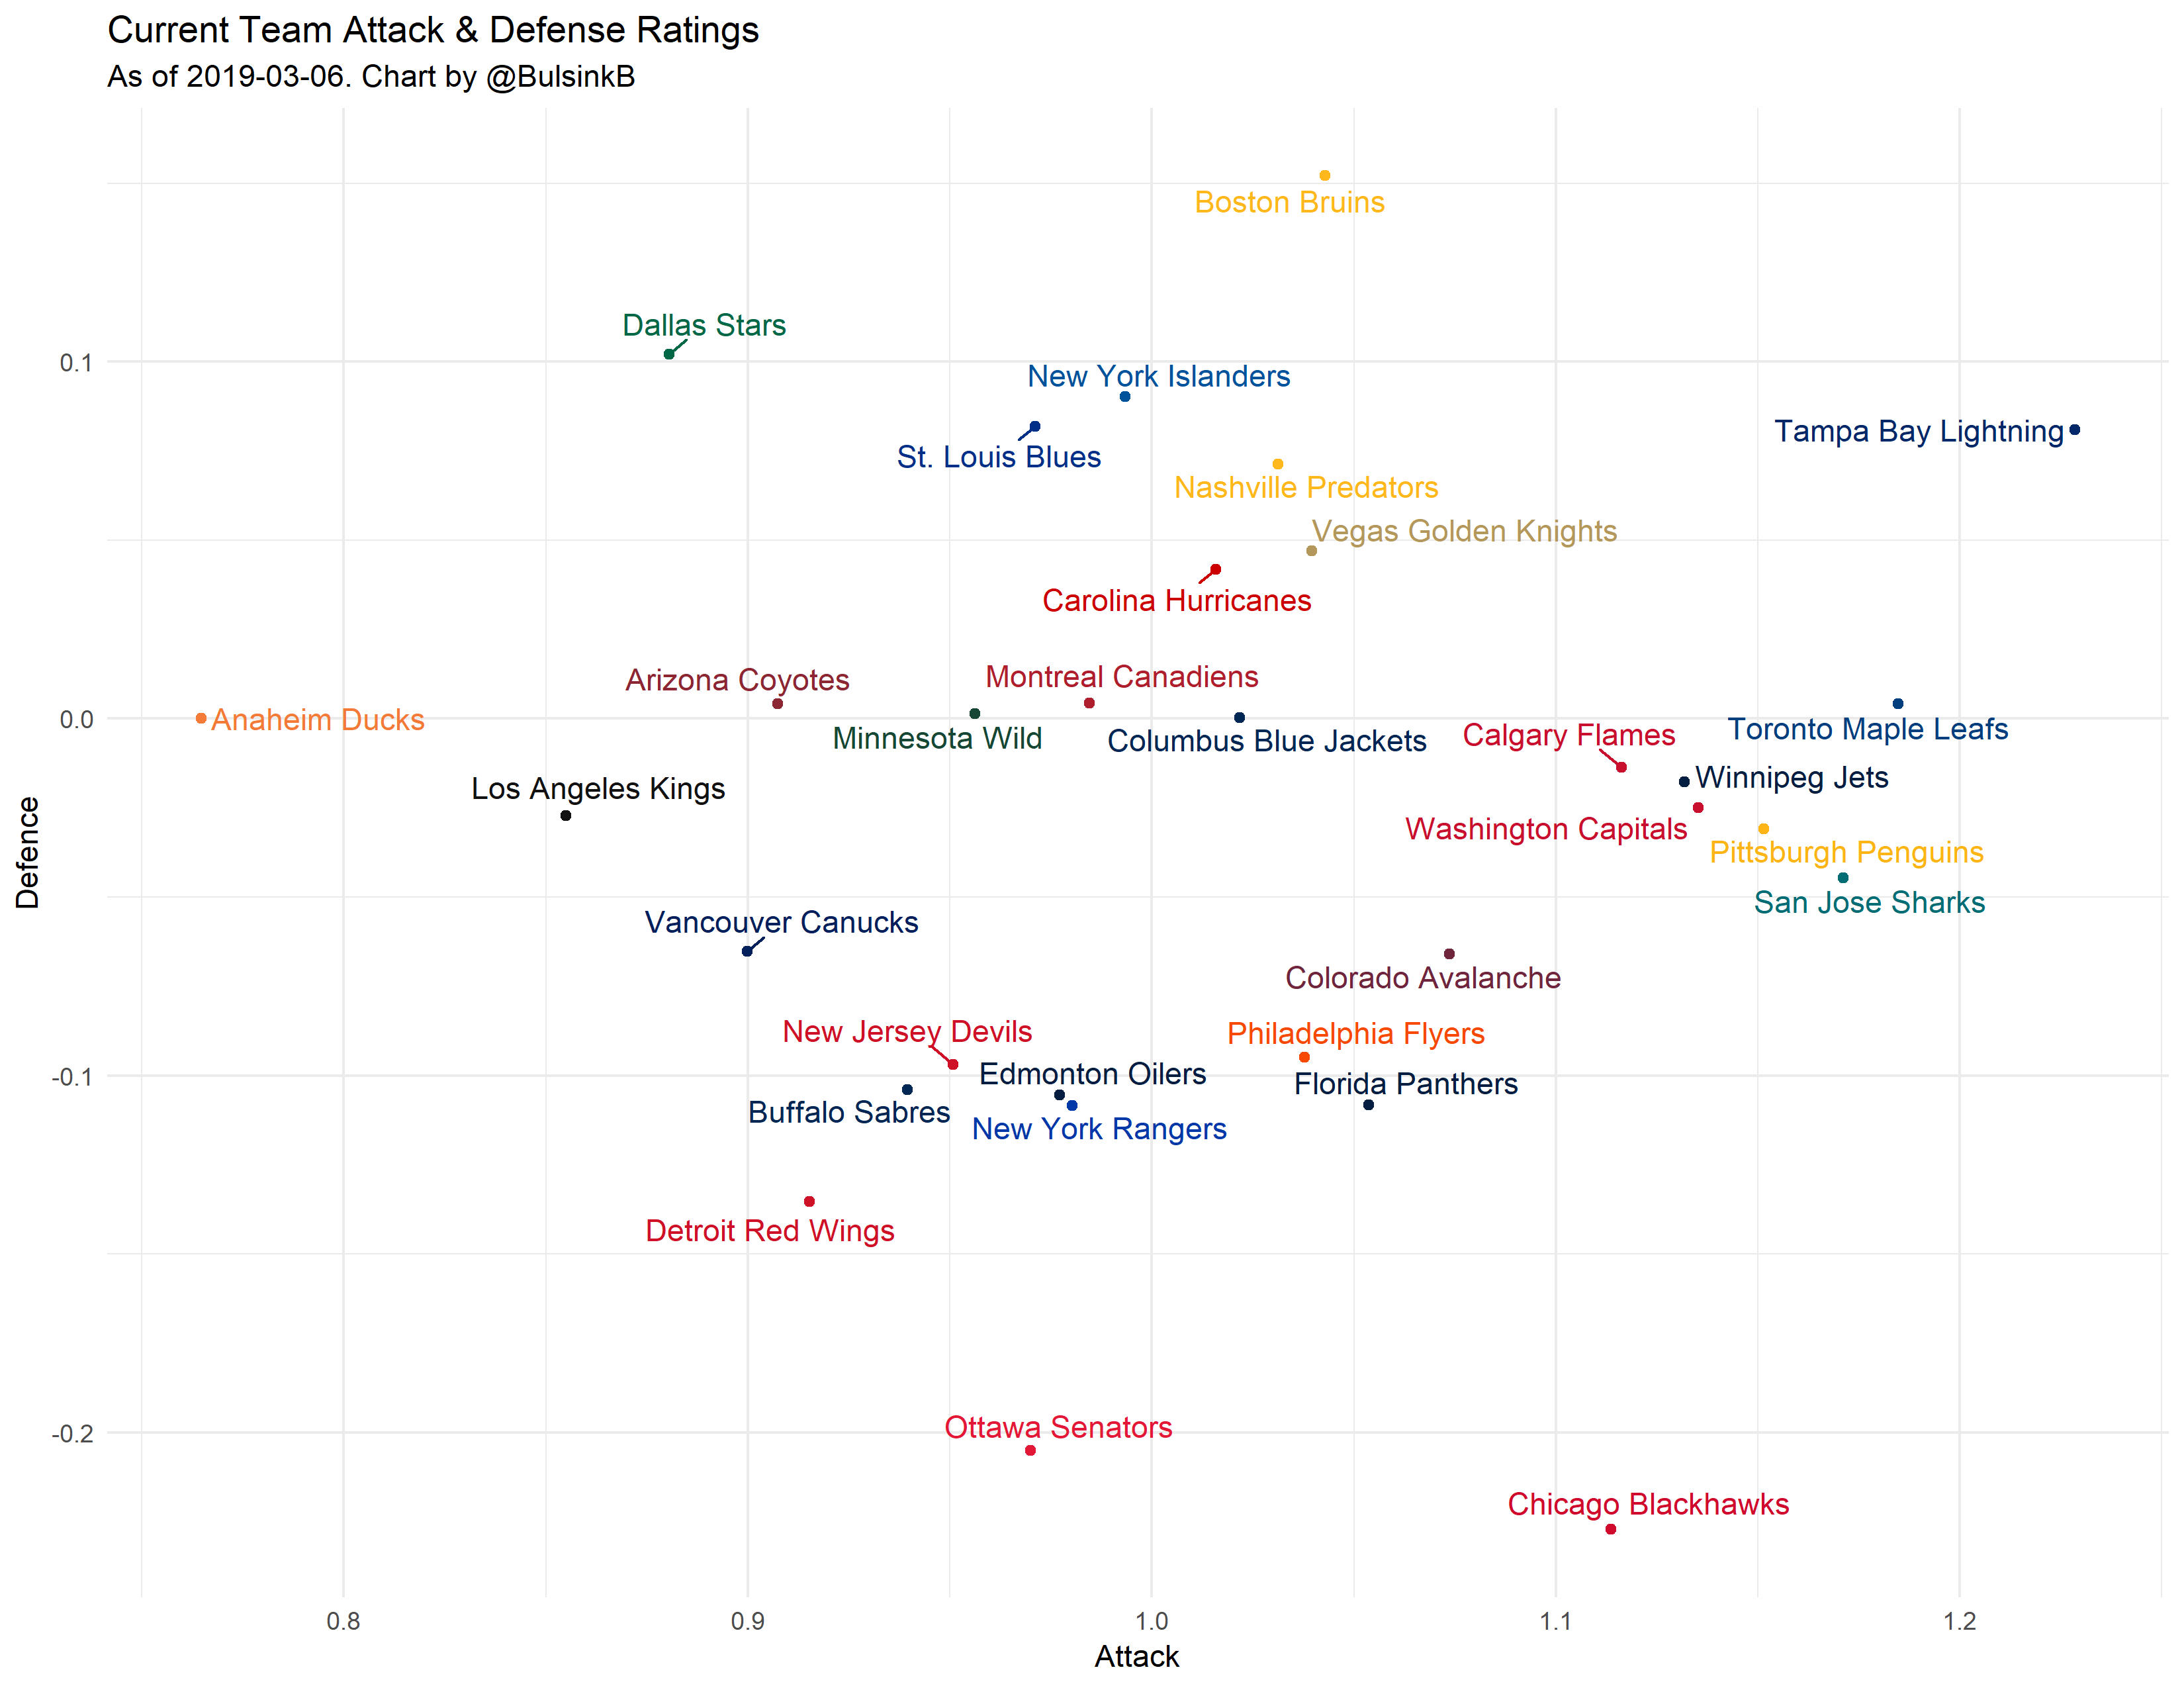 Current Team Attack & Defense Ratings
As of 2019-03-06. Chart by @BulsinkB
Boston Bruins
Dallas Stars
0.1
New York Islanders
Tampa Bay Lightning
St. Louis Blues
Nashville Predators
Vegas Golden Knights
Carolina Hurricanes
Montreal Canadiens
Arizona Coyotes
0.0
Anaheim Ducks
Toronto Maple Leafs
Calgary Flames
Minnesota Wild
Columbus Blue Jackets
Winnipeg Jets
Los Angeles Kings
Washington Capitals
Defence
Pittsburgh Penguins
San Jose Sharks
Vancouver Canucks
Colorado Avalanche
New Jersey Devils
Philadelphia Flyers
-0.1
Edmonton Oilers
Florida Panthers
Buffalo Sabres
New York Rangers
Detroit Red Wings
Ottawa Senators
-0.2
Chicago Blackhawks
0.8
0.9
1.0
1.1
1.2
Attack